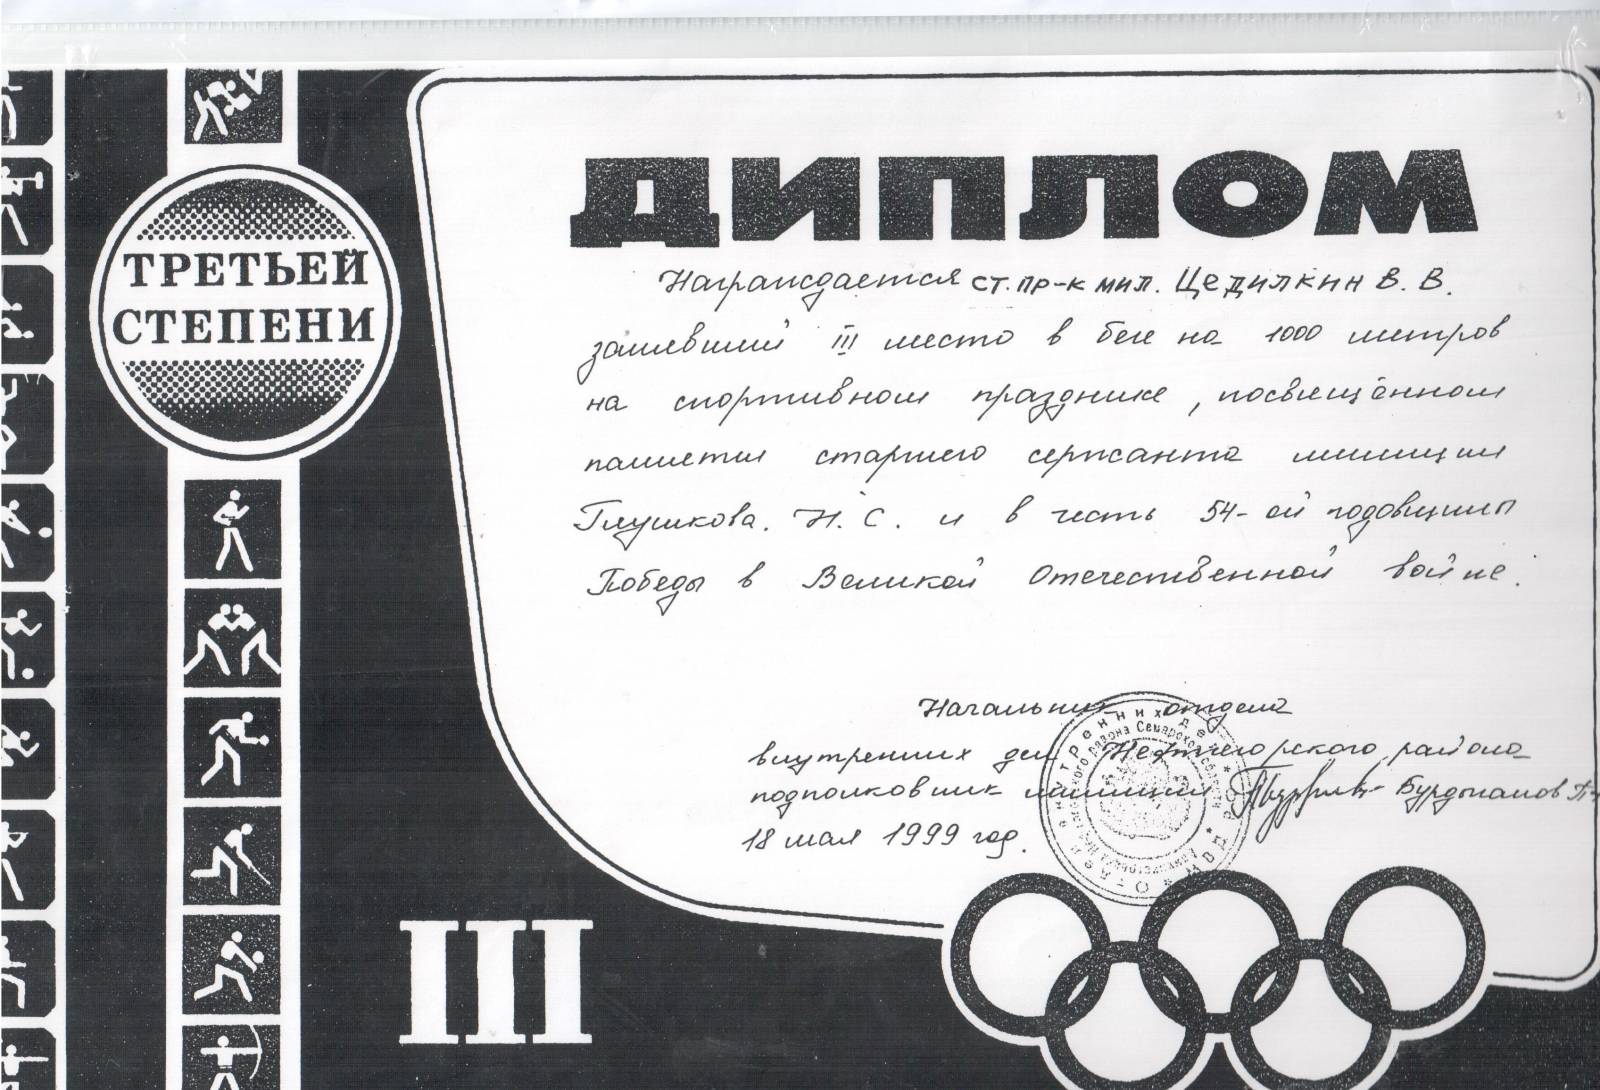 ТРЕТЬЕЙ
СТЕПЕНИ
III
ДИПЛОМ
Награждается ст. пр-к мил. Цедилкин В. В.
занявший III место в беге на 1000 метров
на спортивном празднике, посвящённом
памяти старшего сержанта милиции
Глушкова. Н. С. и в честь 54-ой годовщины
Победы в Великой Отечественной войне.
Начальник отдела
внутренних дел Нефтегорского района
подполковник милиции
18 мая 1999 год.